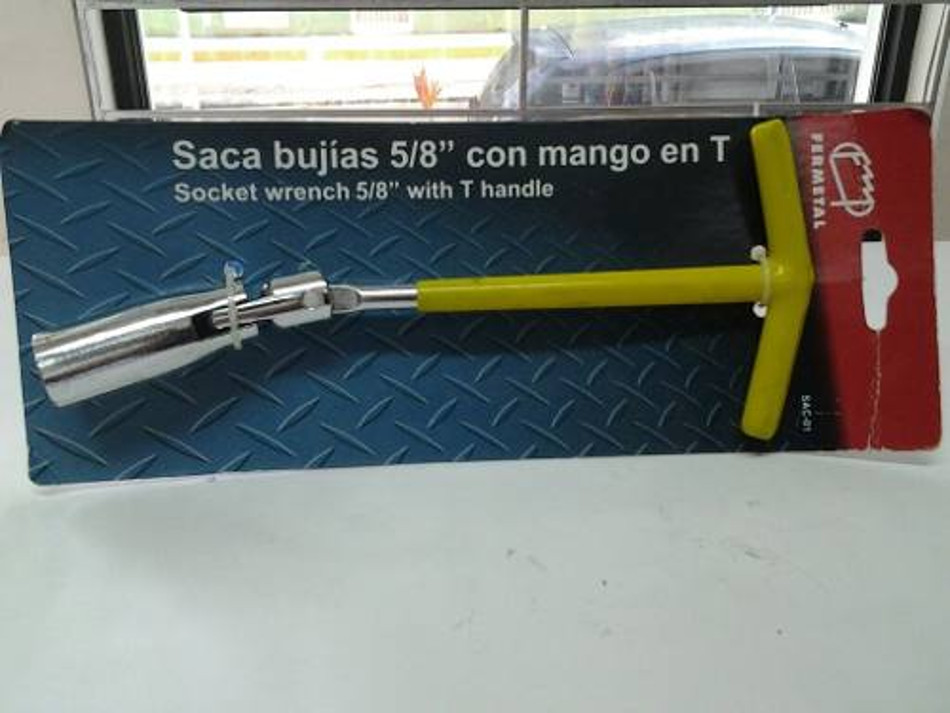 Saca bujías 5/8” con mango en T
Socket wrench 5/8” with T handle
FERMETAL
SAC-01